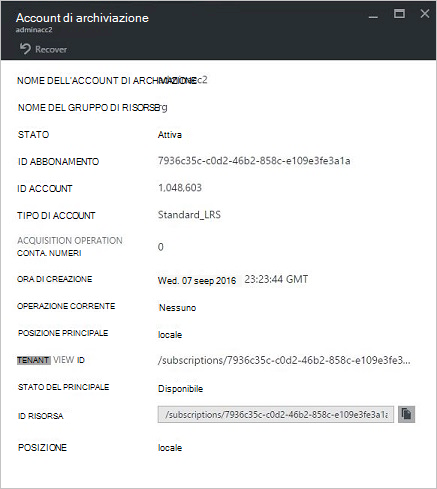 Account di archiviazione
adminacc2
Recover
NOME DELL'ACCOUNT DI ARCHIVIAZIONE adminacc2
NOME DEL GRUPPO DI RISORSE rg
STATO Attiva
ID ABBONAMENTO 7936c35c-c0d2-46b2-858c-e109e3fe3a1a
ID ACCOUNT 1,048,603
TIPO DI ACCOUNT Standard_LRS
ACQUISITION OPERATION
CONTA. NUMERI 0
ORA DI CREAZIONE Wed. 07 seep 2016 23:23:44 GMT
OPERAZIONE CORRENTE Nessuno
POSIZIONE PRINCIPALE locale
TENANT VIEW ID /subscriptions/7936c35c-c0d2-46b2-858c-e109e3fe3...
STATO DEL PRINCIPALE Disponibile
ID RISORSA /subscriptions/7936c35c-c0d2-46b2-858c-e109e3fe3a1a
POSIZIONE locale